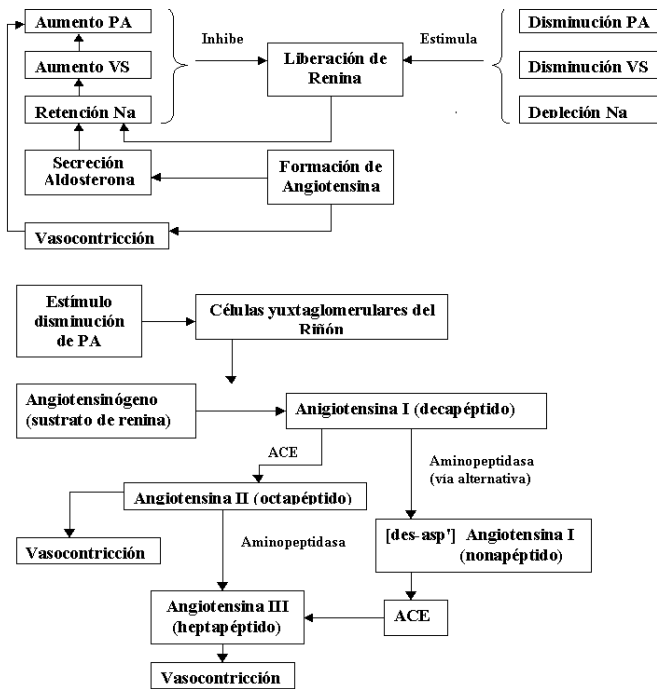 Aumento PA
Aumento VS
Retención Na
Inhibe
Liberación de
Renina
Estimula
Disminución PA
Disminución VS
Depleción Na
Secreción
Aldosterona
Formación de
Angiotensina
Vasocontricción
Estímulo
disminución
de PA
Células yuxtaglomerulares del
Riñón
Angiotensinógeno
(sustrato de renina)
Anigiotensina I (decapéptido)
ACE
Aminopeptidasa
(vía alternativa)
Angiotensina II (octapéptido)
Vasocontricción
Aminopeptidasa
[des-asp'] Angiotensina I
(nonapéptido)
Angiotensina III
(heptapéptido)
ACE
Vasocontricción